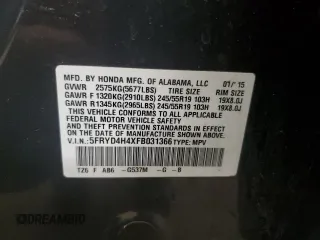 MFD. BY HONDA MFG. OF ALABAMA, LLC 01/15
GVWR 2575KG(5677LBS) TIRE SIZE RIM SIZE
GAWR F 1320KG(2910LBS) 245/55R19 103H 19X8.0J
GAWR R1345KG(2965LBS) 245/55R19 103H 19X8.0J
THIS VEHICLE CONFORMS TO ALL APPLICABLE
FEDERAL MOTOR VEHICLE SAFETY AND THEFT
PREVENTION STANDARDS IN EFFECT ON THE DATE
OF MANUFACTURE SHOWN ABOVE.
V.I.N.: 5FRYD4H4XFB031366 TYPE: MPV
TZ6 F AB6 -G537M -G -B
DREAMBID